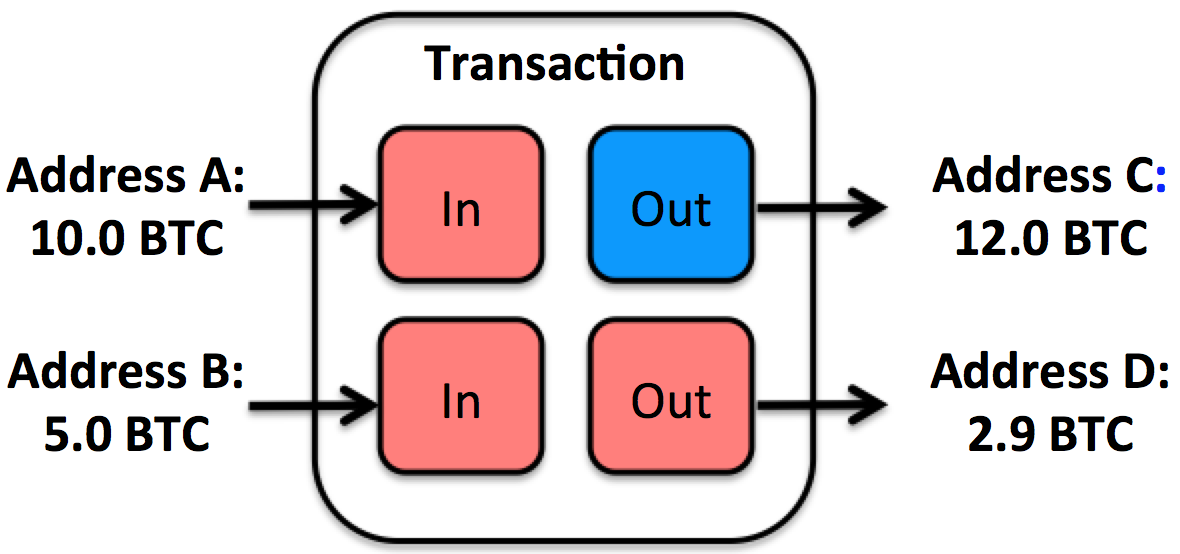 Transaction
Address A:
10.0 BTC
In
Out
Address C:
12.0 BTC
Address B:
5.0 BTC
In
Out
Address D:
2.9 BTC